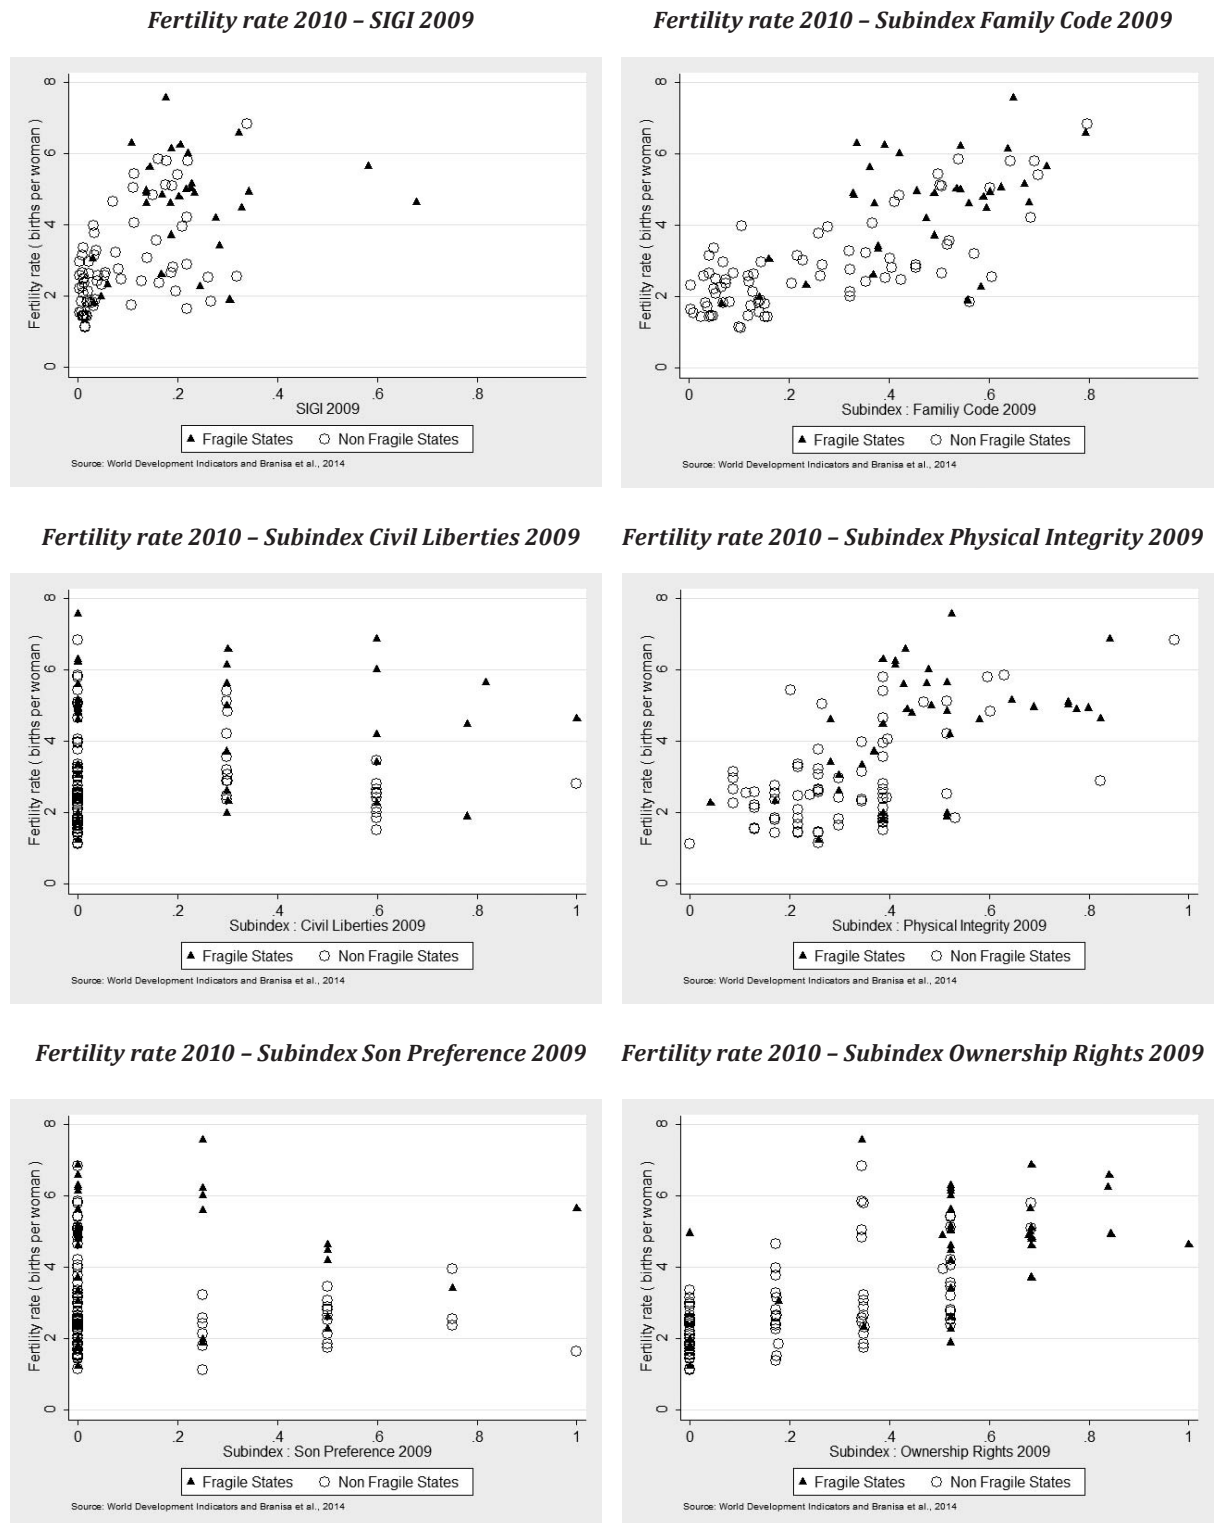 Fertility rate 2010 – SIGI 2009
Fertility rate ( births per woman )
8
6
4
2
0
0 .2 .4 .6 .8
SIGI 2009
Fragile States Non Fragile States
Source: World Development Indicators and Branisa et al., 2014
Fertility rate 2010 – Subindex Family Code 2009
Fertility rate ( births per woman )
8
6
4
2
0
0 .2 .4 .6 .8
Subindex : Familiy Code 2009
Fragile States Non Fragile States
Source: World Development Indicators and Branisa et al., 2014
Fertility rate 2010 – Subindex Civil Liberties 2009
Fertility rate ( births per woman )
8
6
4
2
0
0 .2 .4 .6 .8 1
Subindex : Civil Liberties 2009
Fragile States Non Fragile States
Source: World Development Indicators and Branisa et al., 2014
Fertility rate 2010 – Subindex Physical Integrity 2009
Fertility rate ( births per woman )
8
6
4
2
0
0 .2 .4 .6 .8 1
Subindex : Physical Integrity 2009
Fragile States Non Fragile States
Source: World Development Indicators and Branisa et al., 2014
Fertility rate 2010 – Subindex Son Preference 2009
Fertility rate ( births per woman )
8
6
4
2
0
0 .2 .4 .6 .8 1
Subindex : Son Preference 2009
Fragile States Non Fragile States
Source: World Development Indicators and Branisa et al., 2014
Fertility rate 2010 – Subindex Ownership Rights 2009
Fertility rate ( births per woman )
8
6
4
2
0
0 .2 .4 .6 .8 1
Subindex : Ownership Rights 2009
Fragile States Non Fragile States
Source: World Development Indicators and Branisa et al., 2014